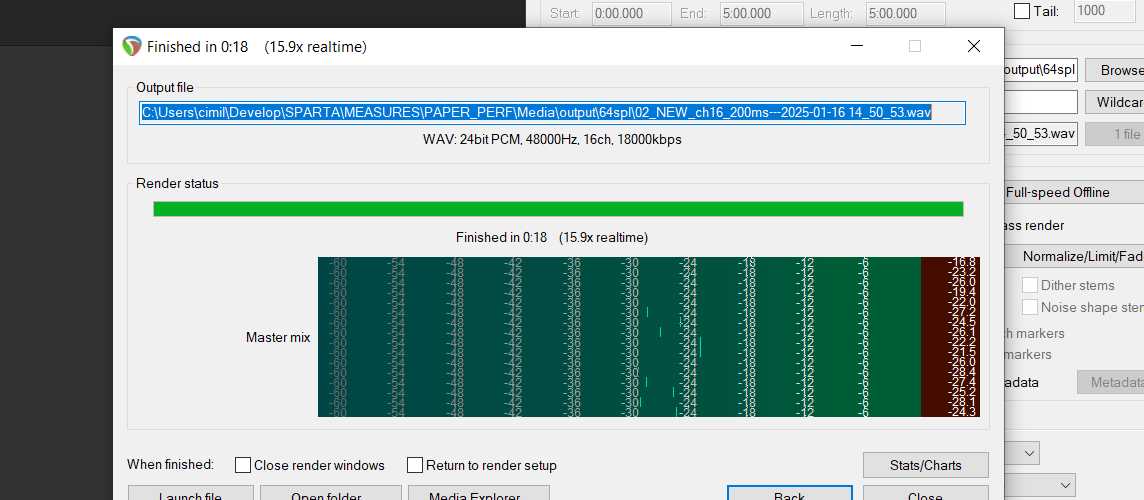 Start: 0:00.000 End: 5:00.000 Length: 5:00.000 Tail: 1000
Finished in 0:18 (15.9x realtime)
Output file
C:\Users\cimil\Develop\SPARTA\MEASURES\PAPER_PERF\Media\output\64spl\02_NEW_ch16_200ms---2025-01-16 14_50_53.wav
WAV: 24bit PCM, 48000Hz, 16ch, 18000kbps
output\64spl Browse
Wildcar
_50_53.wav 1 file
Render status
Full-speed Offline
Finished in 0:18 (15.9x realtime)
ass render
Normalize/Limit/Fad
Dither stems
Noise shape ste
ch markers
markers
adata Metadata
Master mix
-60 -54 -48 -42 -36 -30 -24 -18 -12 -6 -16.8
-60 -54 -48 -42 -36 -30 -24 -18 -12 -6 -23.2
-60 -54 -48 -42 -36 -30 -24 -18 -12 -6 -26.0
-60 -54 -48 -42 -36 -30 -24 -18 -12 -6 -19.4
-60 -54 -48 -42 -36 -30 -24 -18 -12 -6 -22.0
-60 -54 -48 -42 -36 -30 -24 -18 -12 -6 -27.2
-60 -54 -48 -42 -36 -30 -24 -18 -12 -6 -24.5
-60 -54 -48 -42 -36 -30 -24 -18 -12 -6 -26.1
-60 -54 -48 -42 -36 -30 -24 -18 -12 -6 -22.2
-60 -54 -48 -42 -36 -30 -24 -18 -12 -6 -21.5
-60 -54 -48 -42 -36 -30 -24 -18 -12 -6 -26.0
-60 -54 -48 -42 -36 -30 -24 -18 -12 -6 -28.4
-60 -54 -48 -42 -36 -30 -24 -18 -12 -6 -27.4
-60 -54 -48 -42 -36 -30 -24 -18 -12 -6 -25.2
-60 -54 -48 -42 -36 -30 -24 -18 -12 -6 -28.1
-60 -54 -48 -42 -36 -30 -24 -18 -12 -6 -24.3
When finished: Close render windows Return to render setup Stats/Charts
Launch file Open folder Media Explorer Back Close